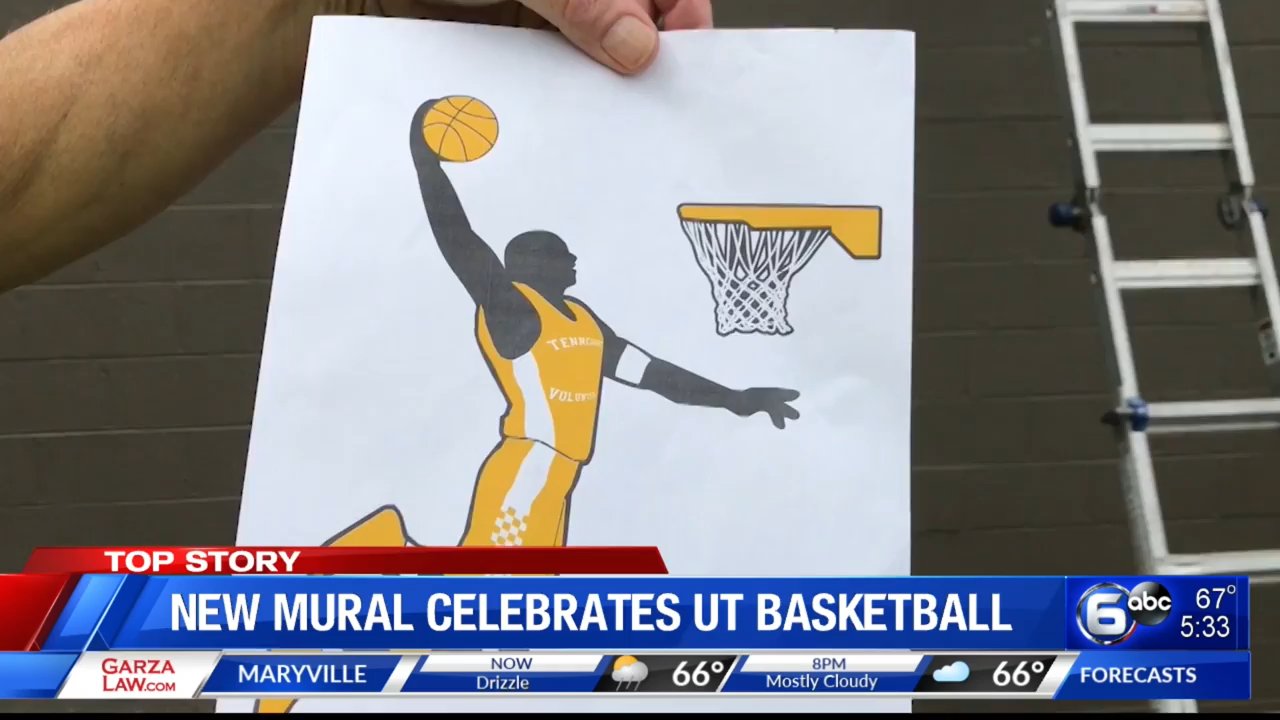 TOP STORY
NEW MURAL CELEBRATES UT BASKETBALL
6 abc
67°
5:33
GARZA
LAW.COM
MARYVILLE
NOW
Drizzle
66°
8PM
Mostly Cloudy
66°
FORECASTS